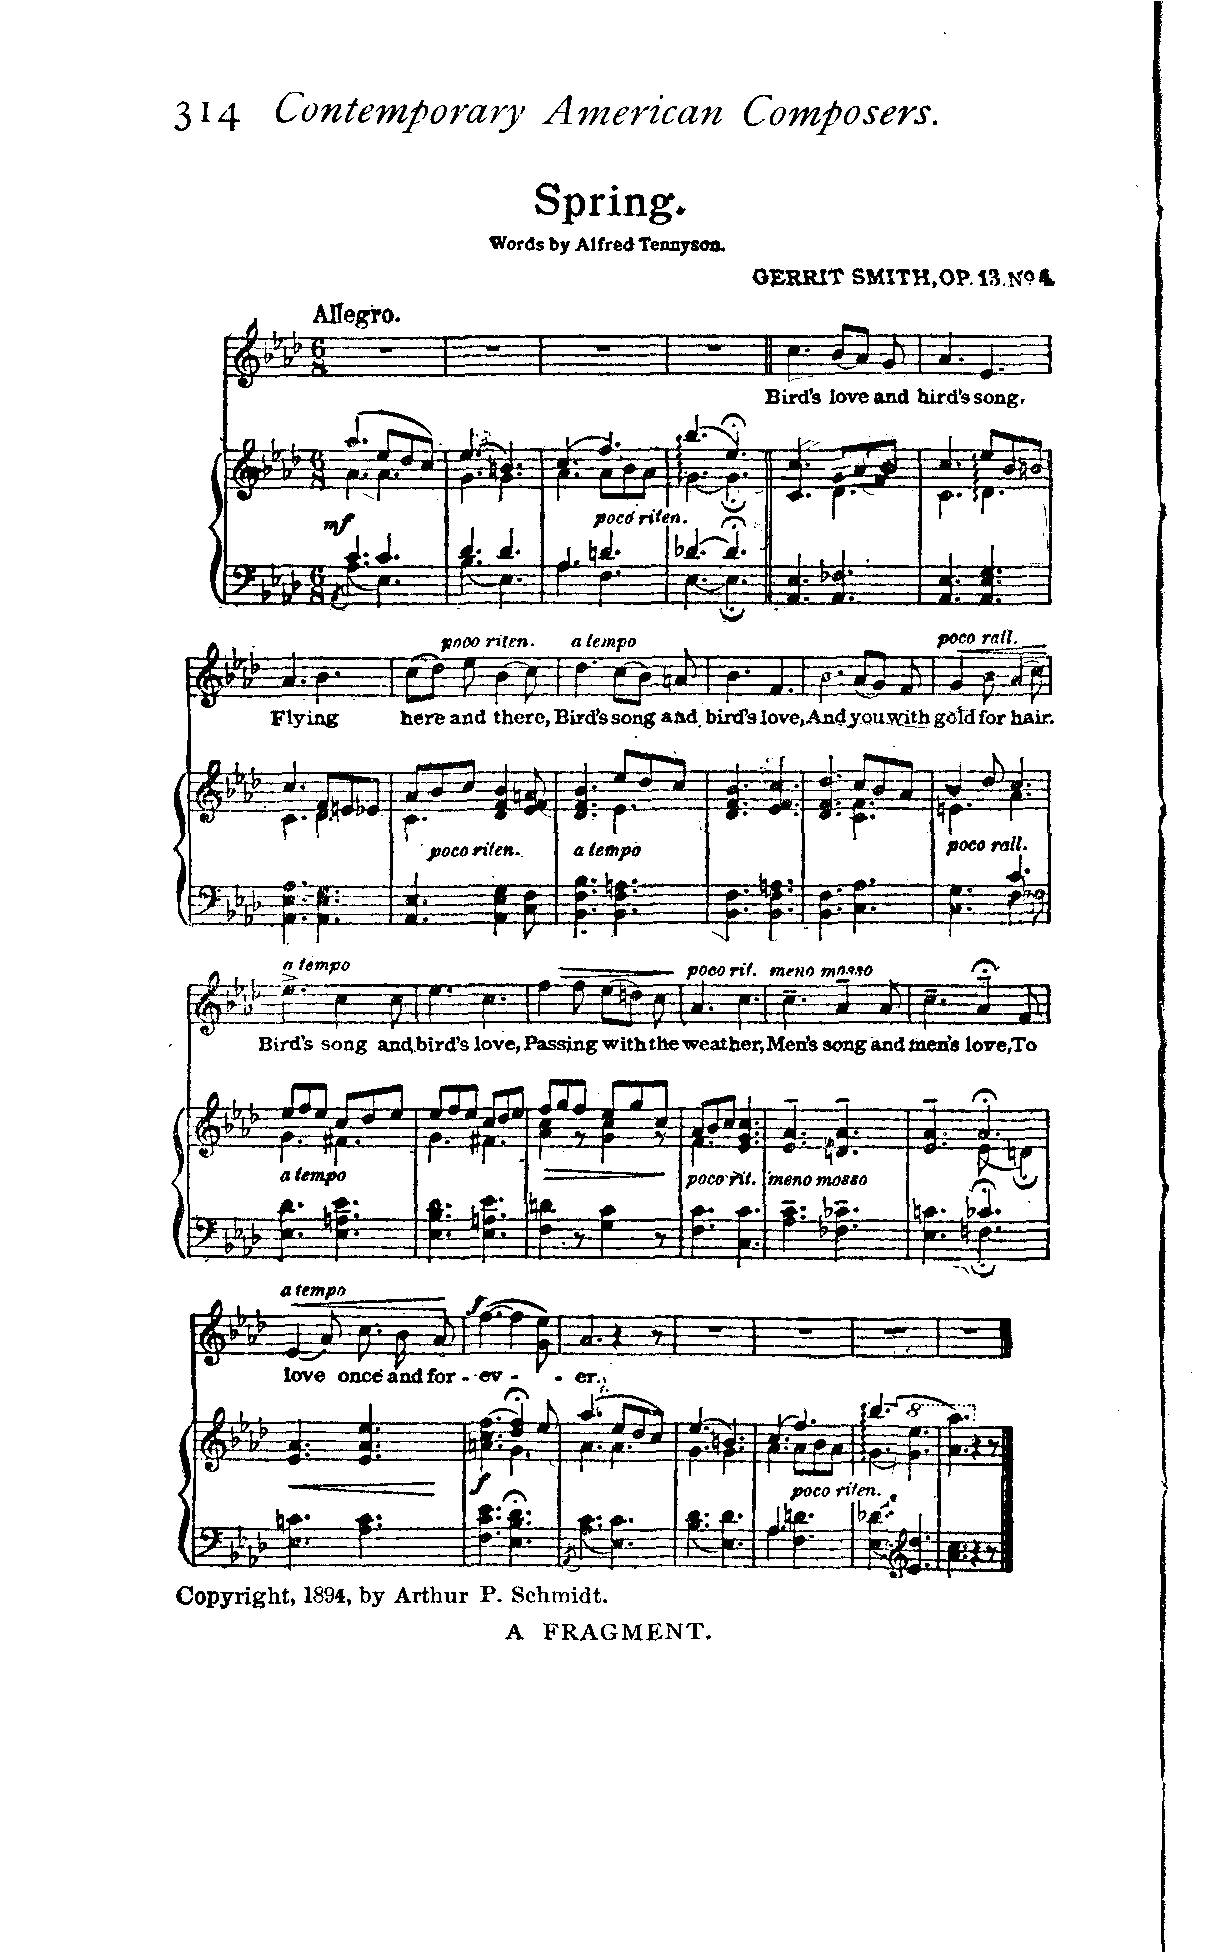 314 Contemporary American Composers.
Spring.
Words by Alfred Tennyson.
GERRIT SMITH, OP. 13. No 4.
Allegro.
Bird's love and bird's song,
mf poco riten.
poco riten. a tempo poco rall.
Flying here and there, Bird's song and bird's love, And you with gold for hair.
poco riten. a tempo poco rall.
a tempo poco rit. meno mosso
Bird's song and bird's love, Passing with the weather, Men's song and men's love, To
a tempo poco rit. meno mosso
a tempo f
love once and for - ev - - er.
8
f poco riten.
Copyright, 1894, by Arthur P. Schmidt.
A FRAGMENT.